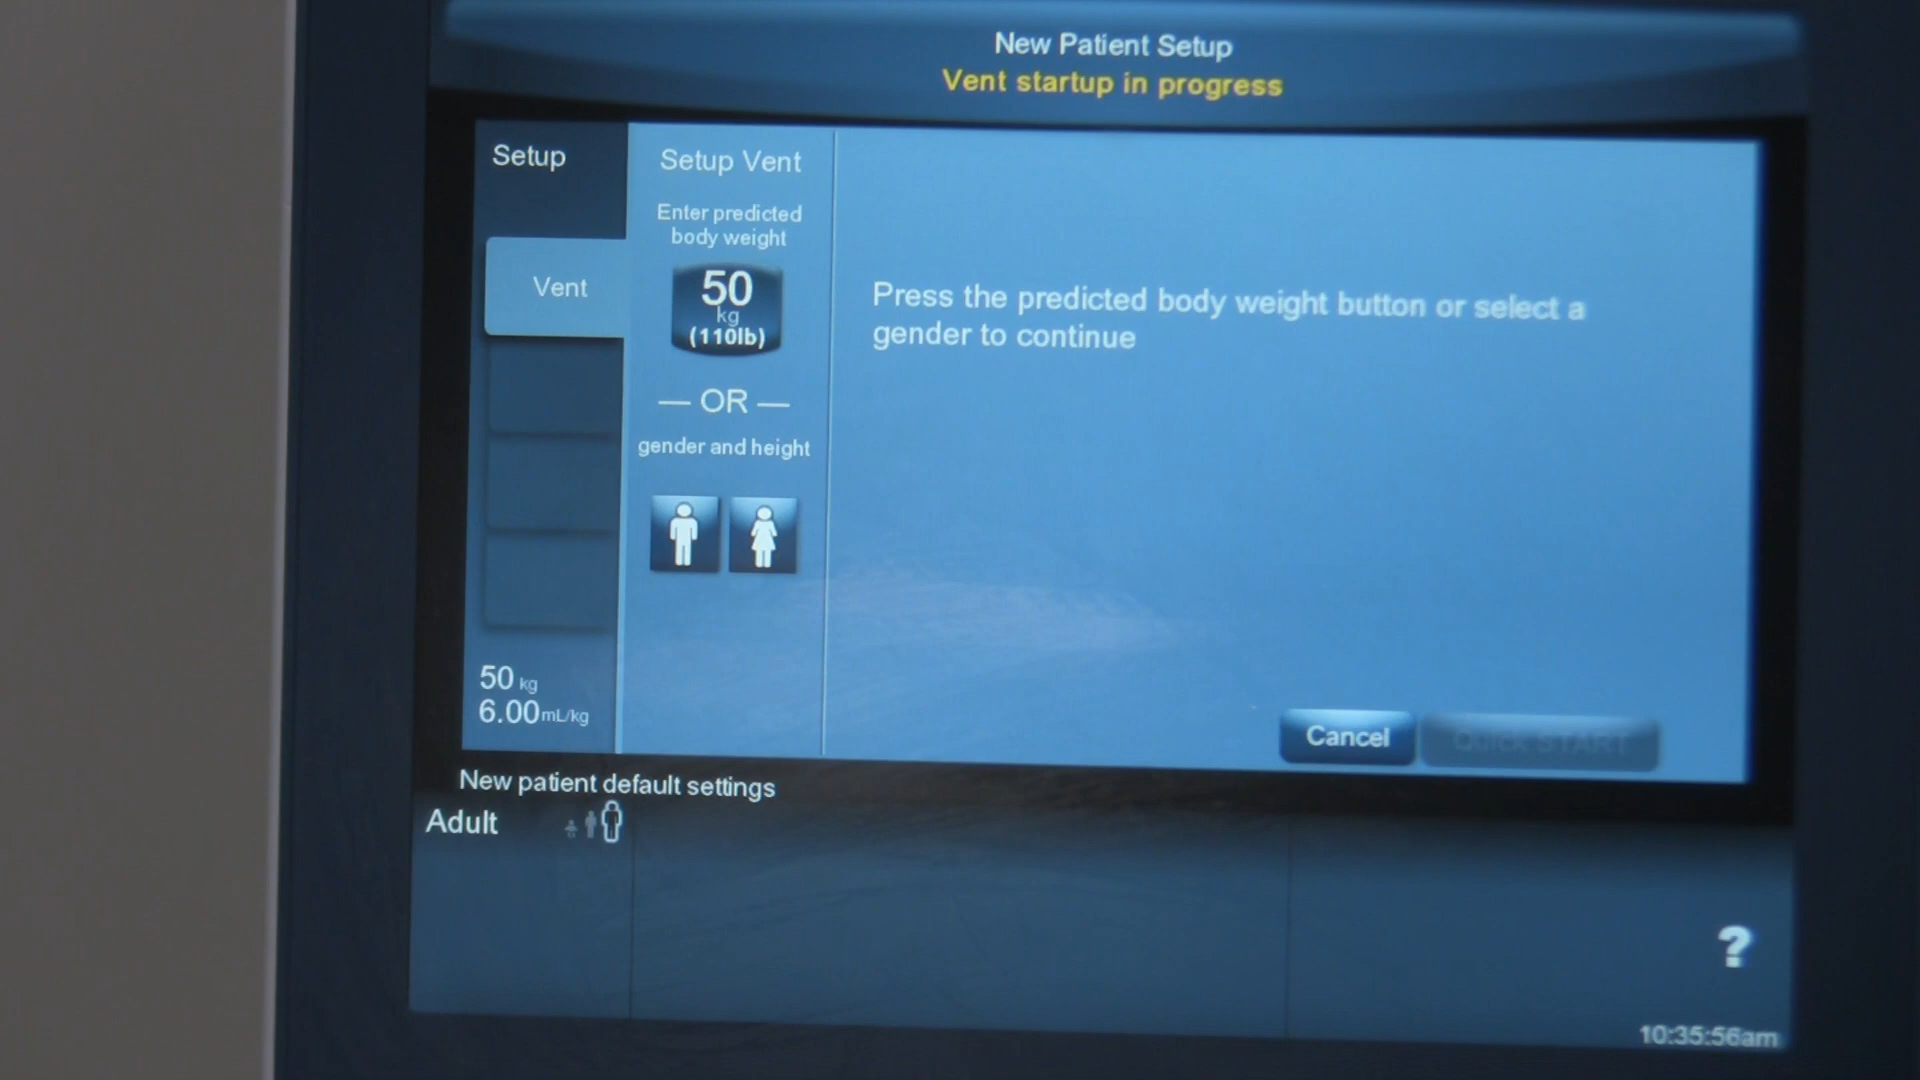 New Patient Setup
Vent startup in progress
Setup
Setup Vent
Enter predicted
body weight
50
kg
(110lb)
Vent
Press the predicted body weight button or select a
gender to continue
— OR —
gender and height
50 kg
6.00 mL/kg
Cancel
Quick START
New patient default settings
Adult
?
10:35:56am